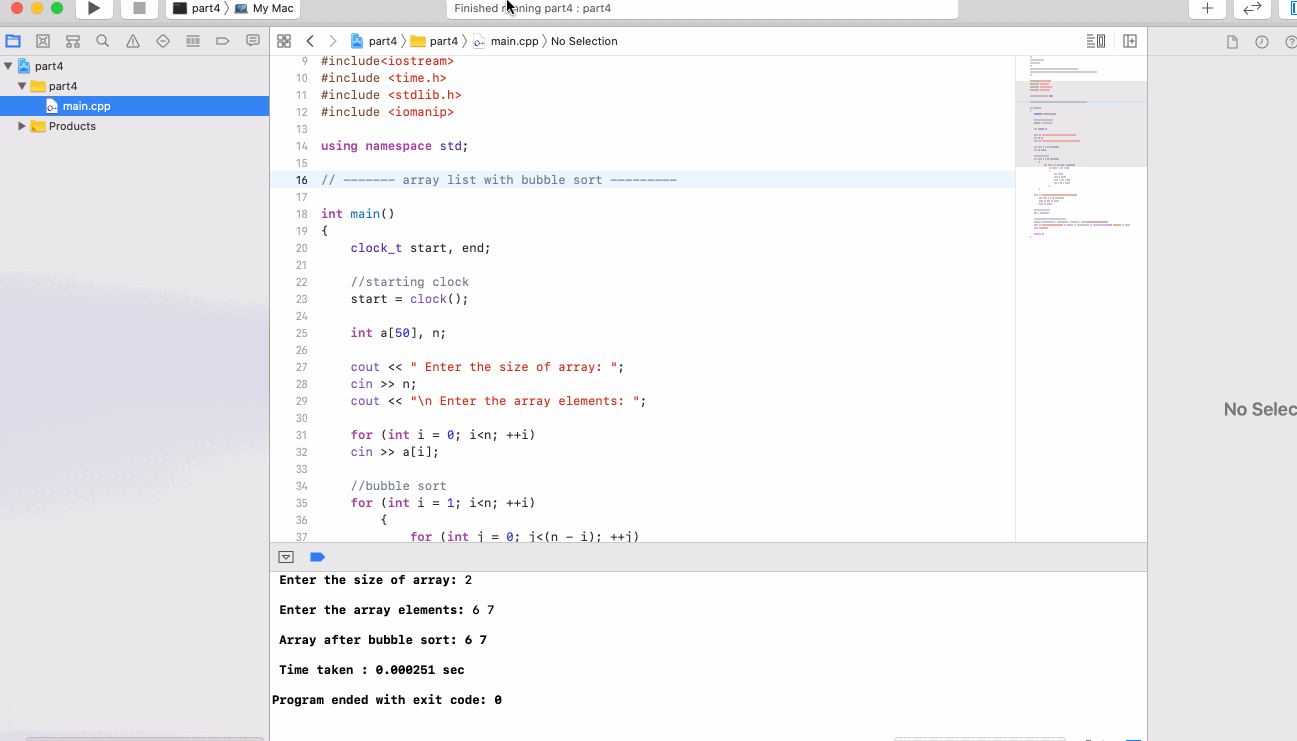 part4 〉 My Mac
Finished running part4 : part4
part4 〉 part4 〉 main.cpp 〉 No Selection
part4
part4
main.cpp
Products
9 #include<iostream>
10 #include <time.h>
11 #include <stdlib.h>
12 #include <iomanip>
13
14 using namespace std;
15
16 // ——————— array list with bubble sort —————————
17
18 int main()
19 {
20 clock_t start, end;
21
22 //starting clock
23 start = clock();
24
25 int a[50], n;
26
27 cout << " Enter the size of array: ";
28 cin >> n;
29 cout << "\n Enter the array elements: ";
30
31 for (int i = 0; i<n; ++i)
32 cin >> a[i];
33
34 //bubble sort
35 for (int i = 1; i<n; ++i)
36 {
37 for (int j = 0; j<(n - i); ++j)
No Selec
Enter the size of array: 2
Enter the array elements: 6 7
Array after bubble sort: 6 7
Time taken : 0.000251 sec
Program ended with exit code: 0